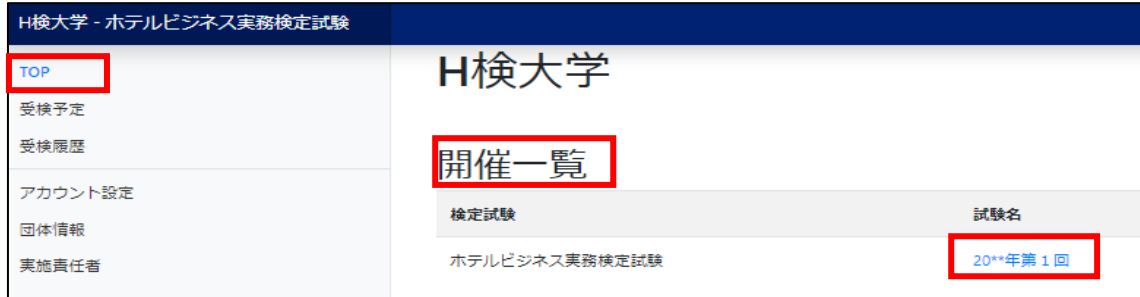 H検大学 - ホテルビジネス実務検定試験
TOP
受検予定
受検履歴
アカウント設定
団体情報
実施責任者
H検大学
開催一覧
検定試験 試験名
ホテルビジネス実務検定試験 20**年第１回